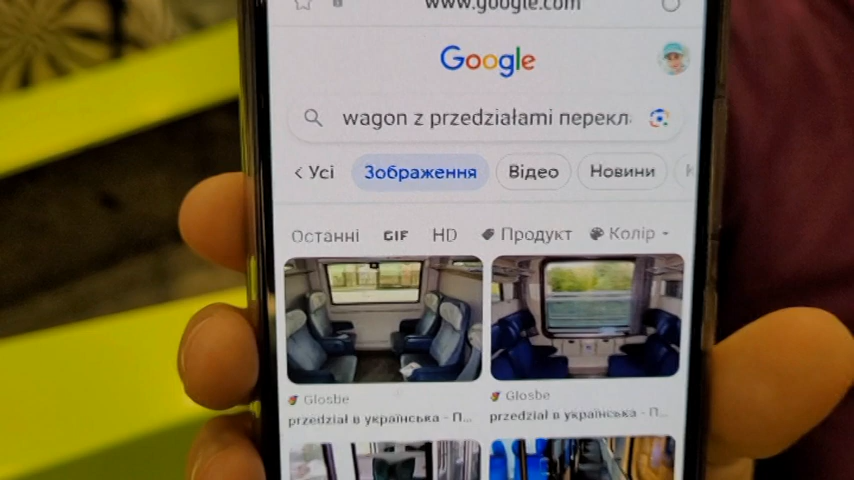 www.google.com
Google
wagon z przedziałami перекл
< Усі Зображення Відео Новини
Останні GIF HD Продукт Колір
Glosbe Glosbe
przedział в українська - П... przedział в українська - П...